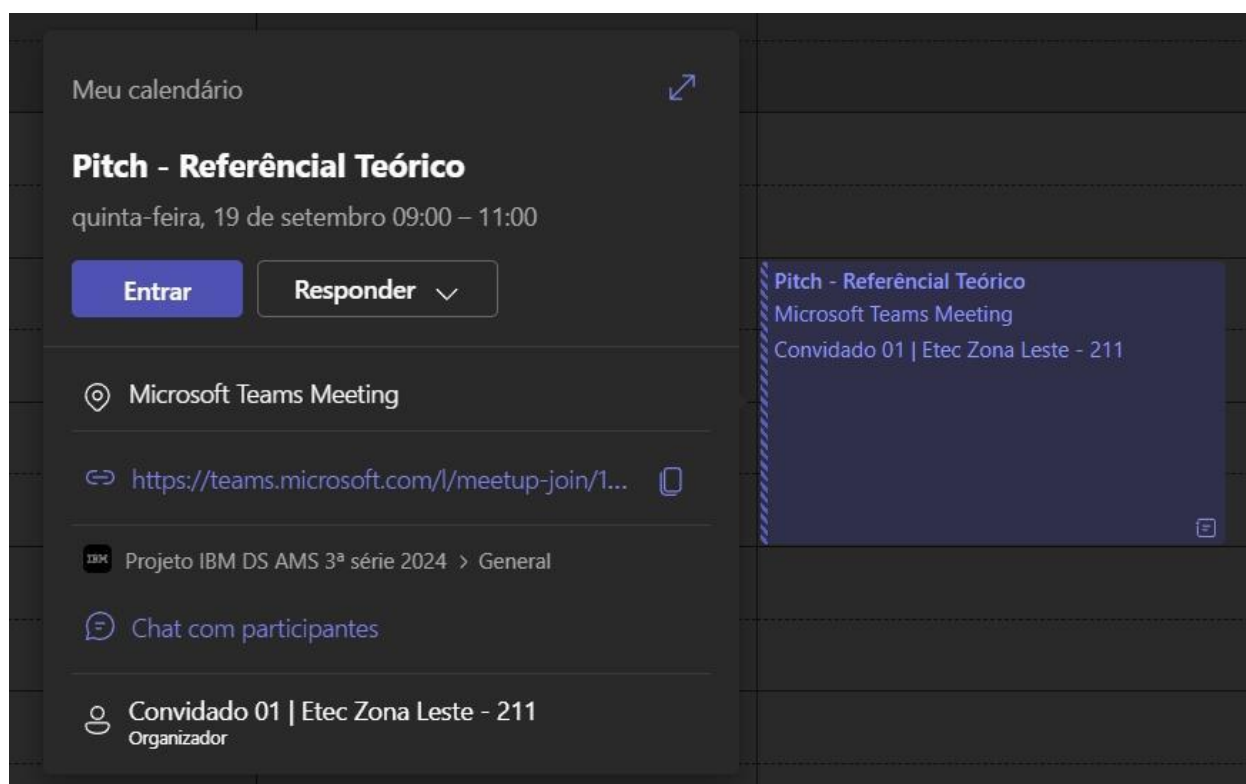 Meu calendário
Pitch - Referêncial Teórico
quinta-feira, 19 de setembro 09:00 – 11:00
Entrar
Responder
Microsoft Teams Meeting
https://teams.microsoft.com/l/meetup-join/1...
IBM
Projeto IBM DS AMS 3ª série 2024 > General
Chat com participantes
Convidado 01 | Etec Zona Leste - 211
Organizador
Pitch - Referêncial Teórico
Microsoft Teams Meeting
Convidado 01 | Etec Zona Leste - 211